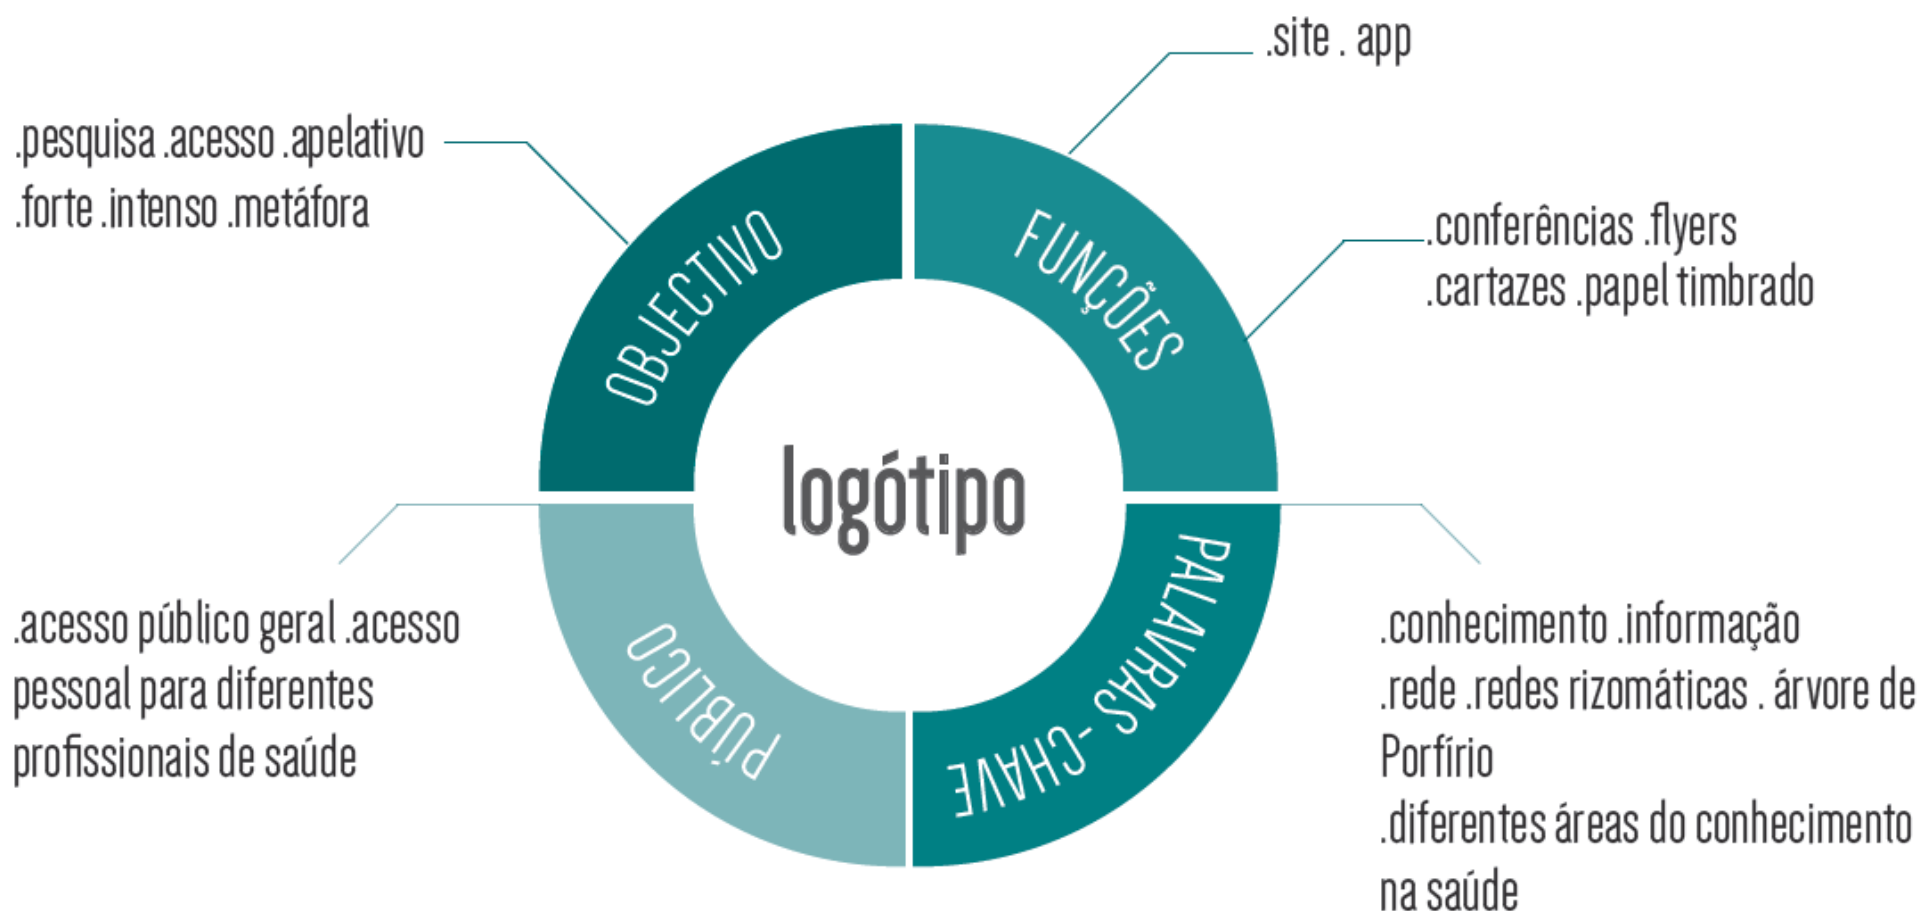 .site . app
.pesquisa .acesso .apelativo
.forte .intenso .metáfora
OBJECTIVO
FUNÇÕES
.conferências .flyers
.cartazes .papel timbrado
logótipo
.acesso público geral .acesso
pessoal para diferentes
profissionais de saúde
PÚBLICO
PALAVRAS-CHAVE
.conhecimento .informação
.rede .redes rizomáticas . árvore de
Porfírio
.diferentes áreas do conhecimento
na saúde